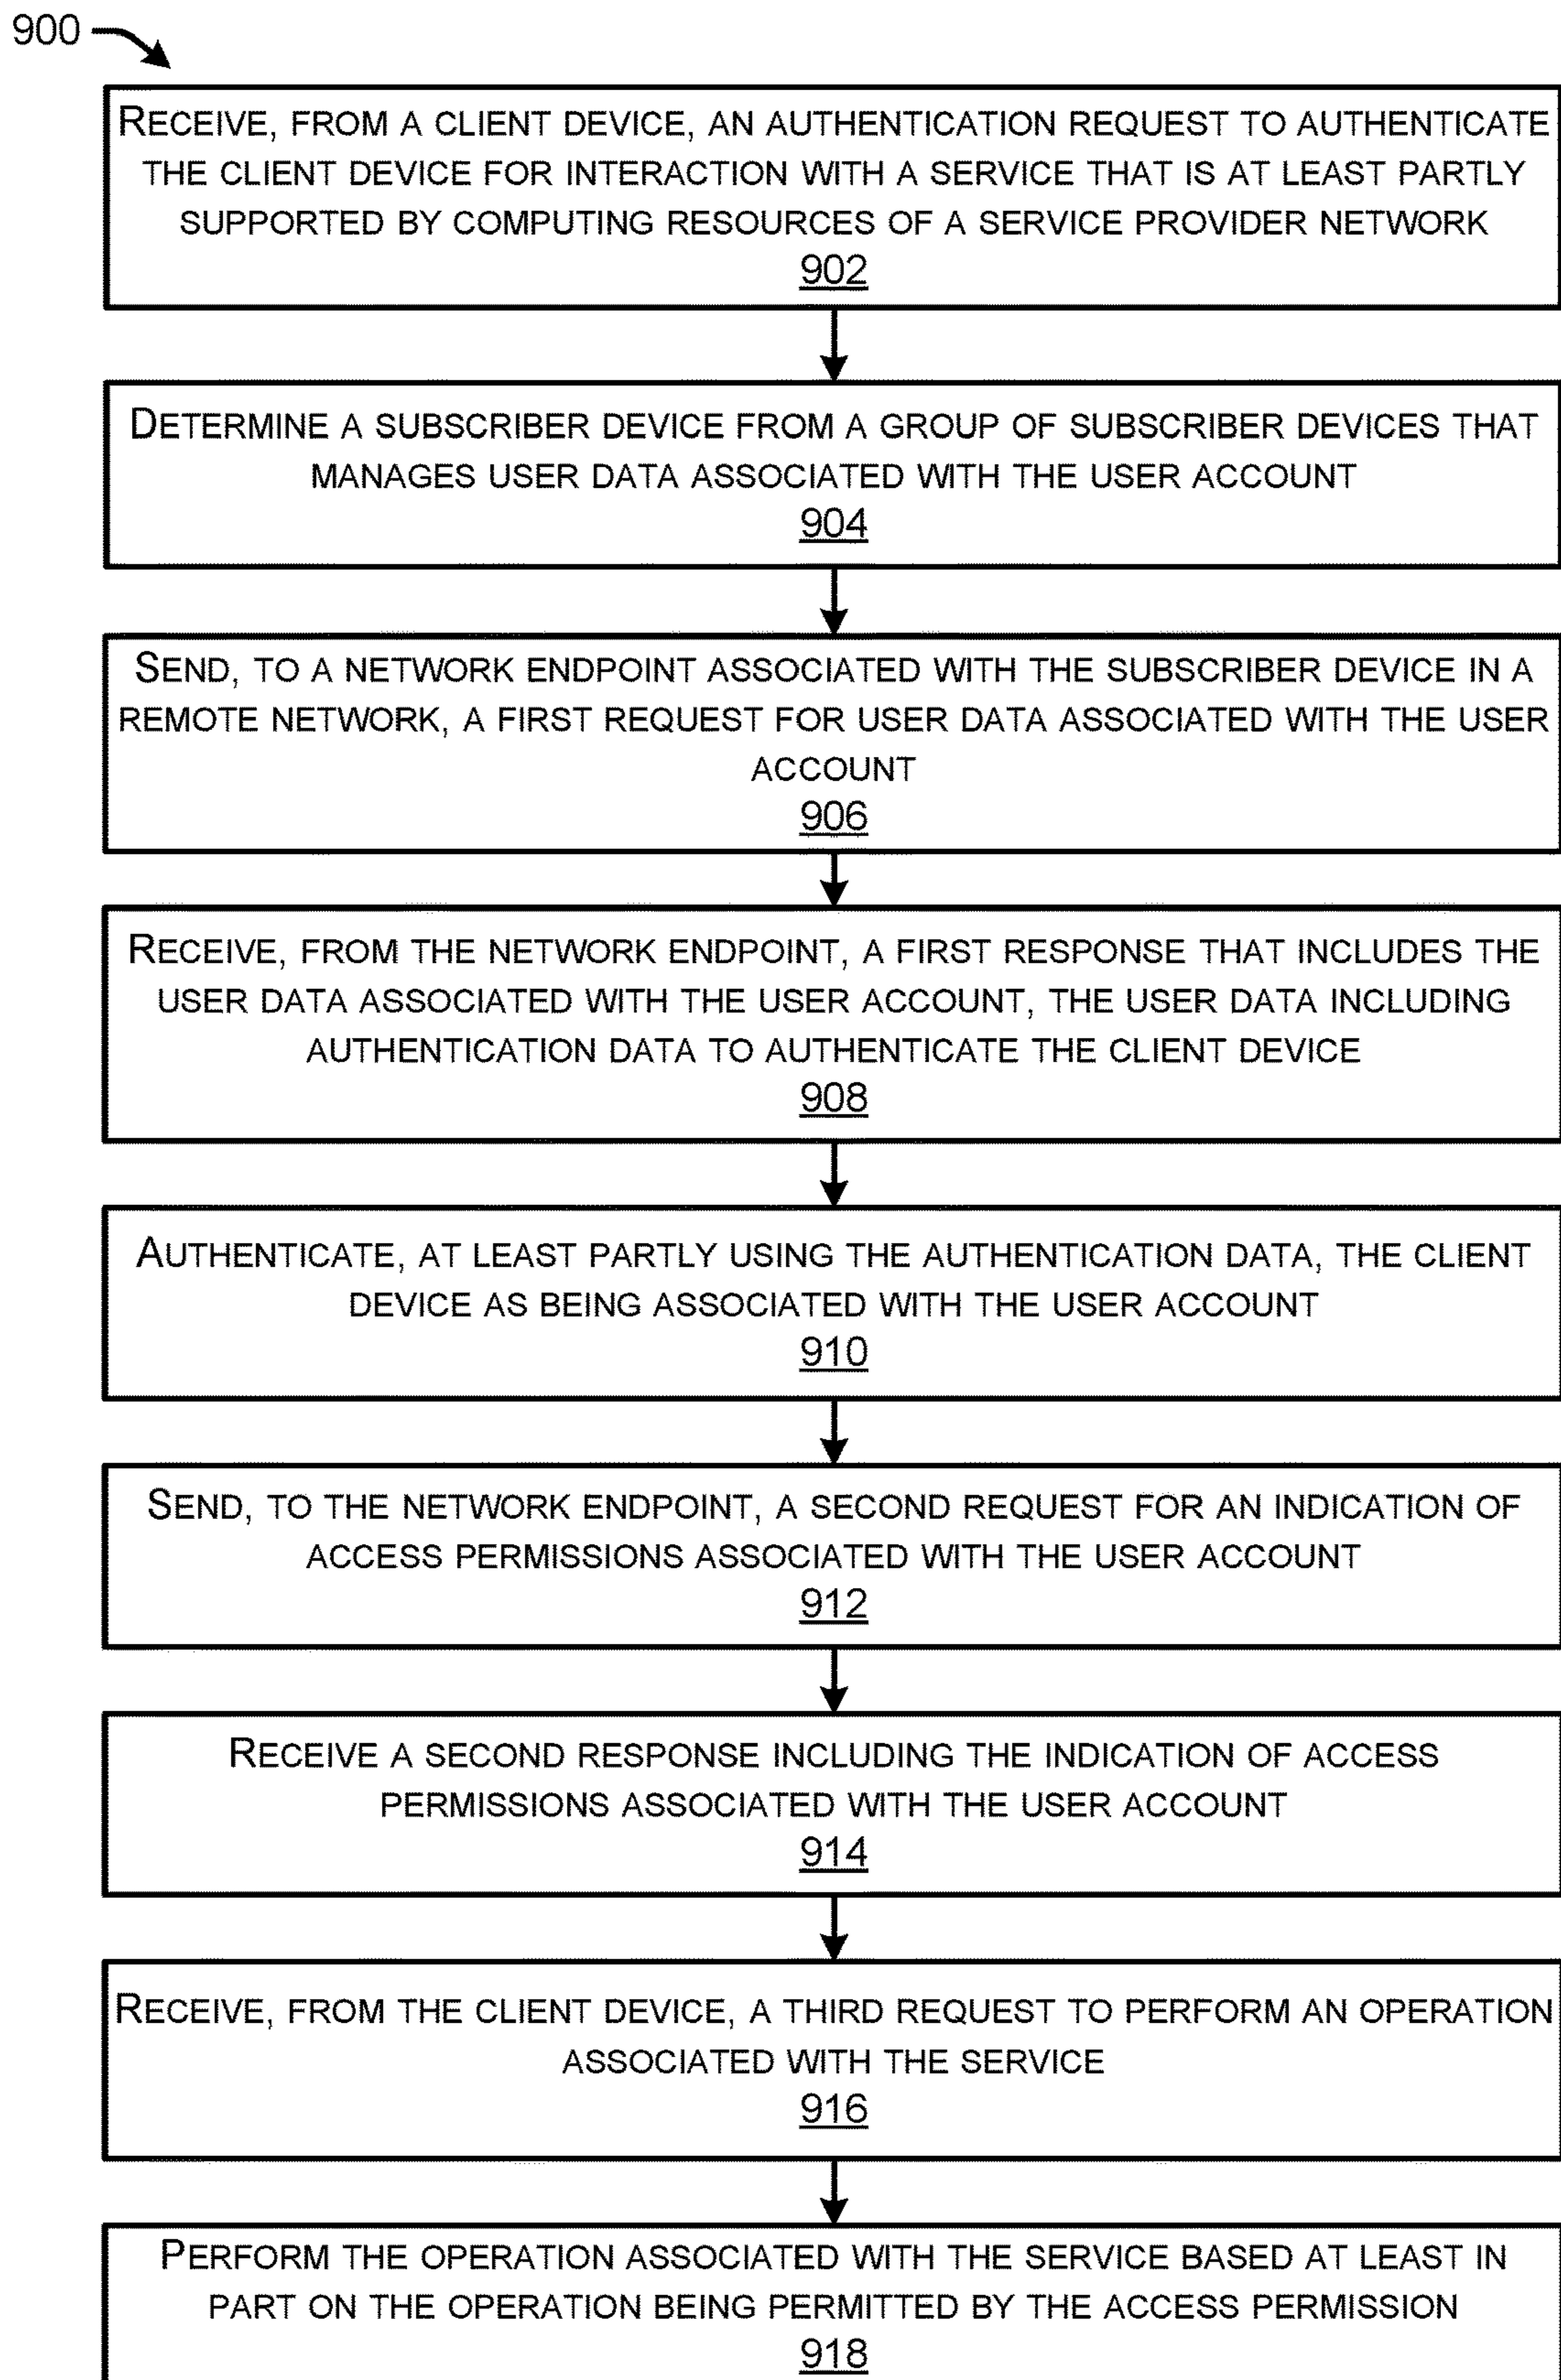 900
RECEIVE, FROM A CLIENT DEVICE, AN AUTHENTICATION REQUEST TO AUTHENTICATE
THE CLIENT DEVICE FOR INTERACTION WITH A SERVICE THAT IS AT LEAST PARTLY
SUPPORTED BY COMPUTING RESOURCES OF A SERVICE PROVIDER NETWORK
902
DETERMINE A SUBSCRIBER DEVICE FROM A GROUP OF SUBSCRIBER DEVICES THAT
MANAGES USER DATA ASSOCIATED WITH THE USER ACCOUNT
904
SEND, TO A NETWORK ENDPOINT ASSOCIATED WITH THE SUBSCRIBER DEVICE IN A
REMOTE NETWORK, A FIRST REQUEST FOR USER DATA ASSOCIATED WITH THE USER
ACCOUNT
906
RECEIVE, FROM THE NETWORK ENDPOINT, A FIRST RESPONSE THAT INCLUDES THE
USER DATA ASSOCIATED WITH THE USER ACCOUNT, THE USER DATA INCLUDING
AUTHENTICATION DATA TO AUTHENTICATE THE CLIENT DEVICE
908
AUTHENTICATE, AT LEAST PARTLY USING THE AUTHENTICATION DATA, THE CLIENT
DEVICE AS BEING ASSOCIATED WITH THE USER ACCOUNT
910
SEND, TO THE NETWORK ENDPOINT, A SECOND REQUEST FOR AN INDICATION OF
ACCESS PERMISSIONS ASSOCIATED WITH THE USER ACCOUNT
912
RECEIVE A SECOND RESPONSE INCLUDING THE INDICATION OF ACCESS
PERMISSIONS ASSOCIATED WITH THE USER ACCOUNT
914
RECEIVE, FROM THE CLIENT DEVICE, A THIRD REQUEST TO PERFORM AN OPERATION
ASSOCIATED WITH THE SERVICE
916
PERFORM THE OPERATION ASSOCIATED WITH THE SERVICE BASED AT LEAST IN
PART ON THE OPERATION BEING PERMITTED BY THE ACCESS PERMISSION
918